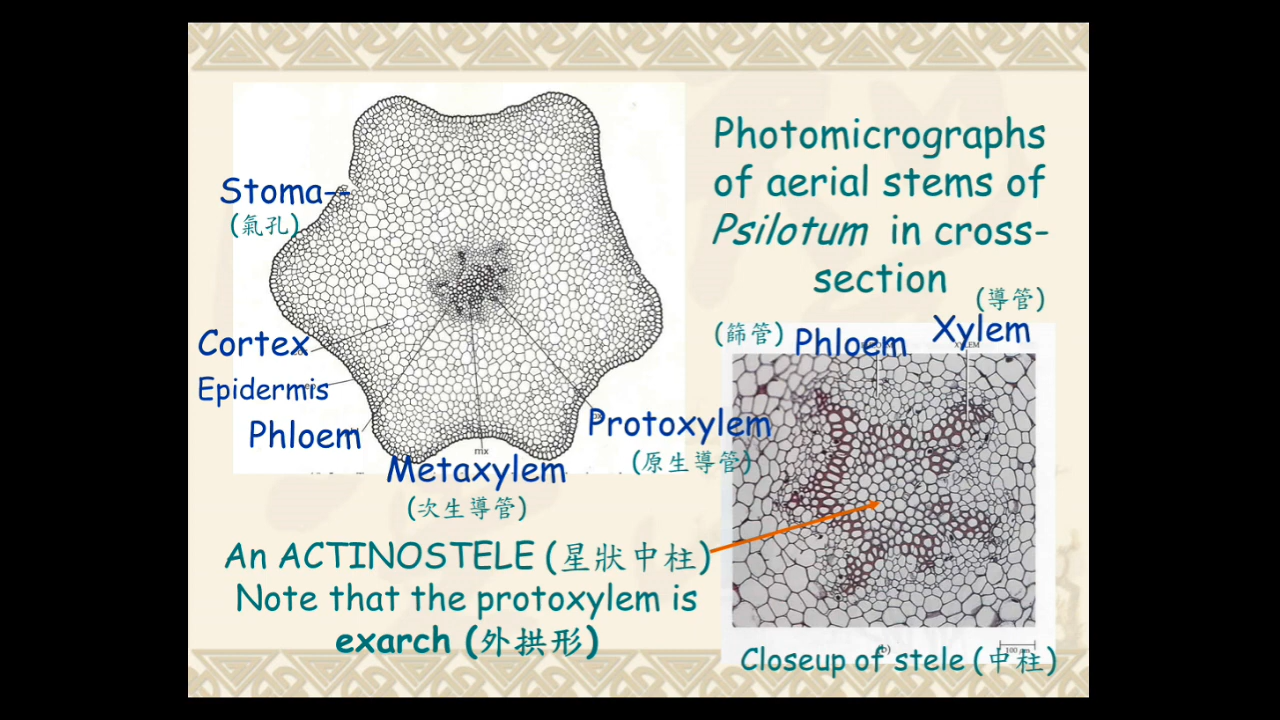 Photomicrographs
of aerial stems of
Psilotum in cross-
section
Stoma--
(氣孔)
Cortex
Epidermis
Phloem
mx
Metaxylem
(次生導管)
Protoxylem
(原生導管)
(篩管) Phloem
(導管)
Xylem
An ACTINOSTELE (星狀中柱)
Note that the protoxylem is
exarch (外拱形)
(b)
Closeup of stele (中柱)